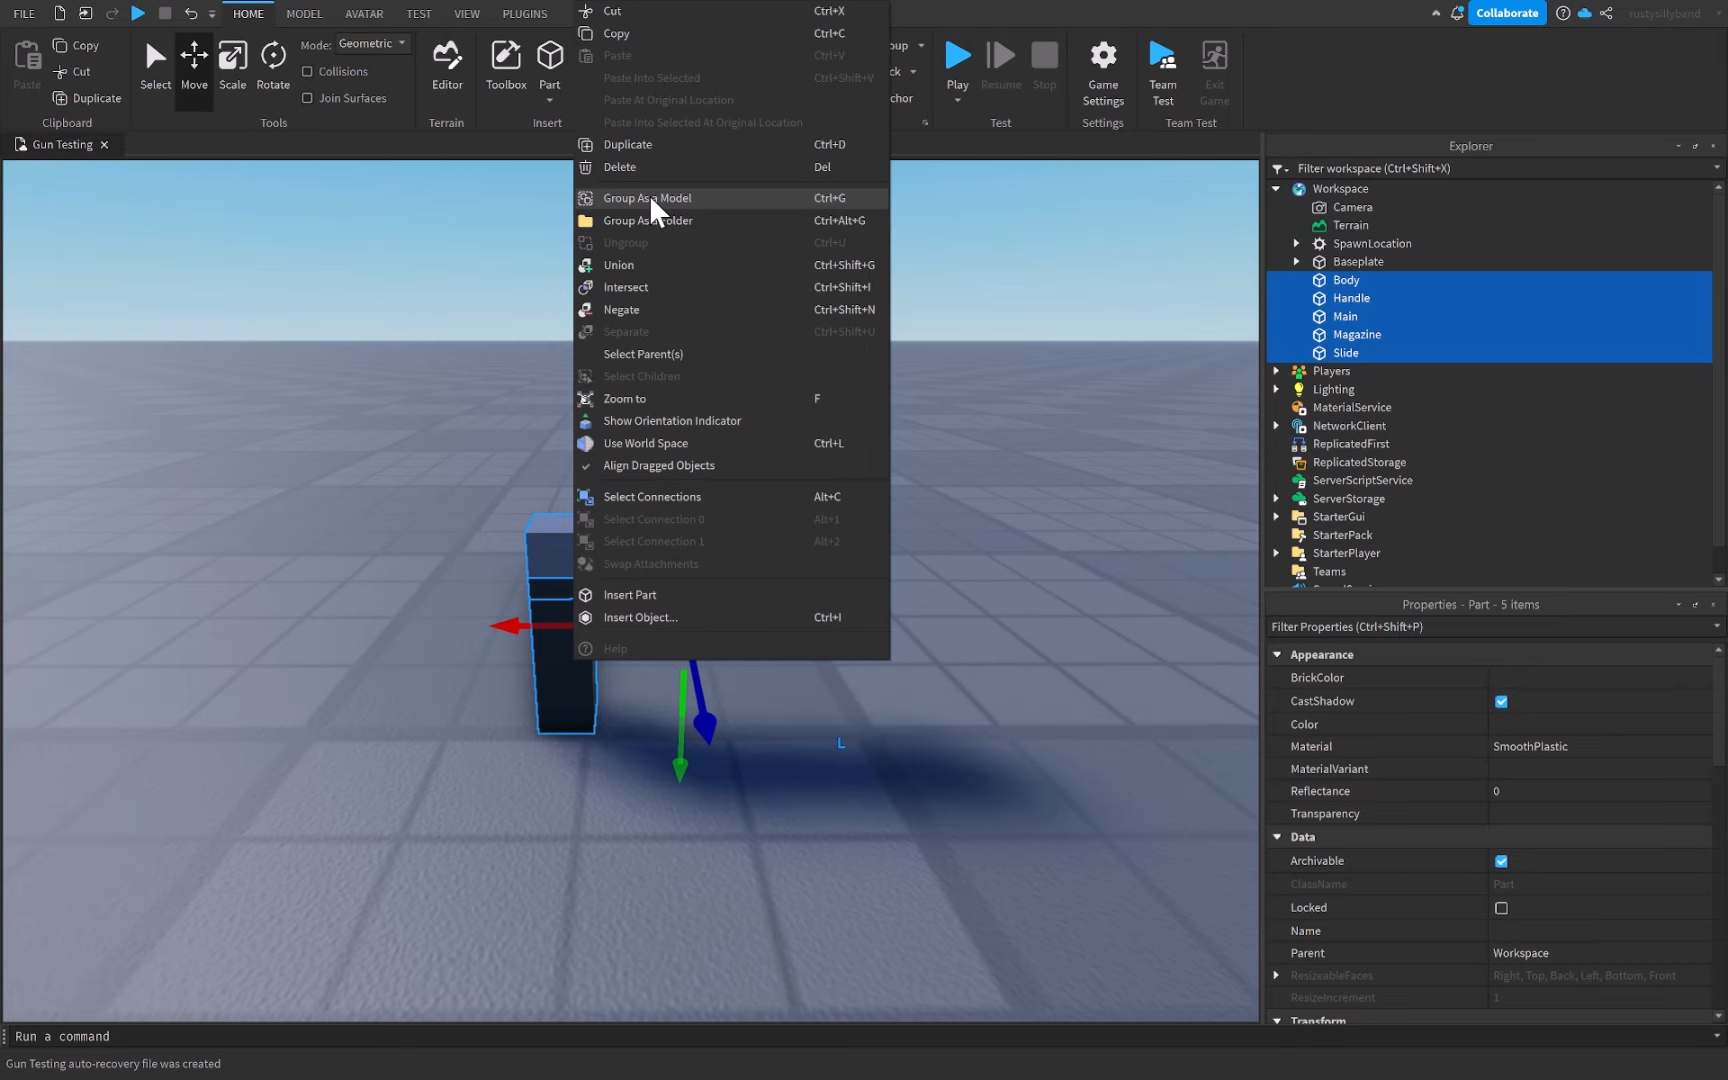 FILE
HOME
MODEL
AVATAR
TEST
VIEW
PLUGINS
Collaborate
rustysillyband
Paste
Copy
Cut
Duplicate
Clipboard
Select
Move
Scale
Rotate
Mode: Geometric
Collisions
Join Surfaces
Tools
Editor
Terrain
Toolbox
Part
Insert
oup
ck
chor
Play
Resume
Stop
Test
Game
Settings
Settings
Team
Test
Exit
Game
Team Test
Gun Testing
Cut Ctrl+X
Copy Ctrl+C
Paste Ctrl+V
Paste Into Selected Ctrl+Shift+V
Paste At Original Location
Paste Into Selected At Original Location
Duplicate Ctrl+D
Delete Del
Group As a Model Ctrl+G
Group As Folder Ctrl+Alt+G
Ungroup Ctrl+U
Union Ctrl+Shift+G
Intersect Ctrl+Shift+I
Negate Ctrl+Shift+N
Separate Ctrl+Shift+U
Select Parent(s)
Select Children
Zoom to F
Show Orientation Indicator
Use World Space Ctrl+L
Align Dragged Objects
Select Connections Alt+C
Select Connection 0 Alt+1
Select Connection 1 Alt+2
Swap Attachments
Insert Part
Insert Object... Ctrl+I
Help
L
Explorer
Filter workspace (Ctrl+Shift+X)
Workspace
Camera
Terrain
SpawnLocation
Baseplate
Body
Handle
Main
Magazine
Slide
Players
Lighting
MaterialService
NetworkClient
ReplicatedFirst
ReplicatedStorage
ServerScriptService
ServerStorage
StarterGui
StarterPack
StarterPlayer
Teams
Properties - Part - 5 items
Filter Properties (Ctrl+Shift+P)
Appearance
BrickColor
CastShadow
Color
Material SmoothPlastic
MaterialVariant
Reflectance 0
Transparency
Data
Archivable
ClassName Part
Locked
Name
Parent Workspace
ResizeableFaces Right, Top, Back, Left, Bottom, Front
ResizeIncrement 1
Transform
Run a command
Gun Testing auto-recovery file was created